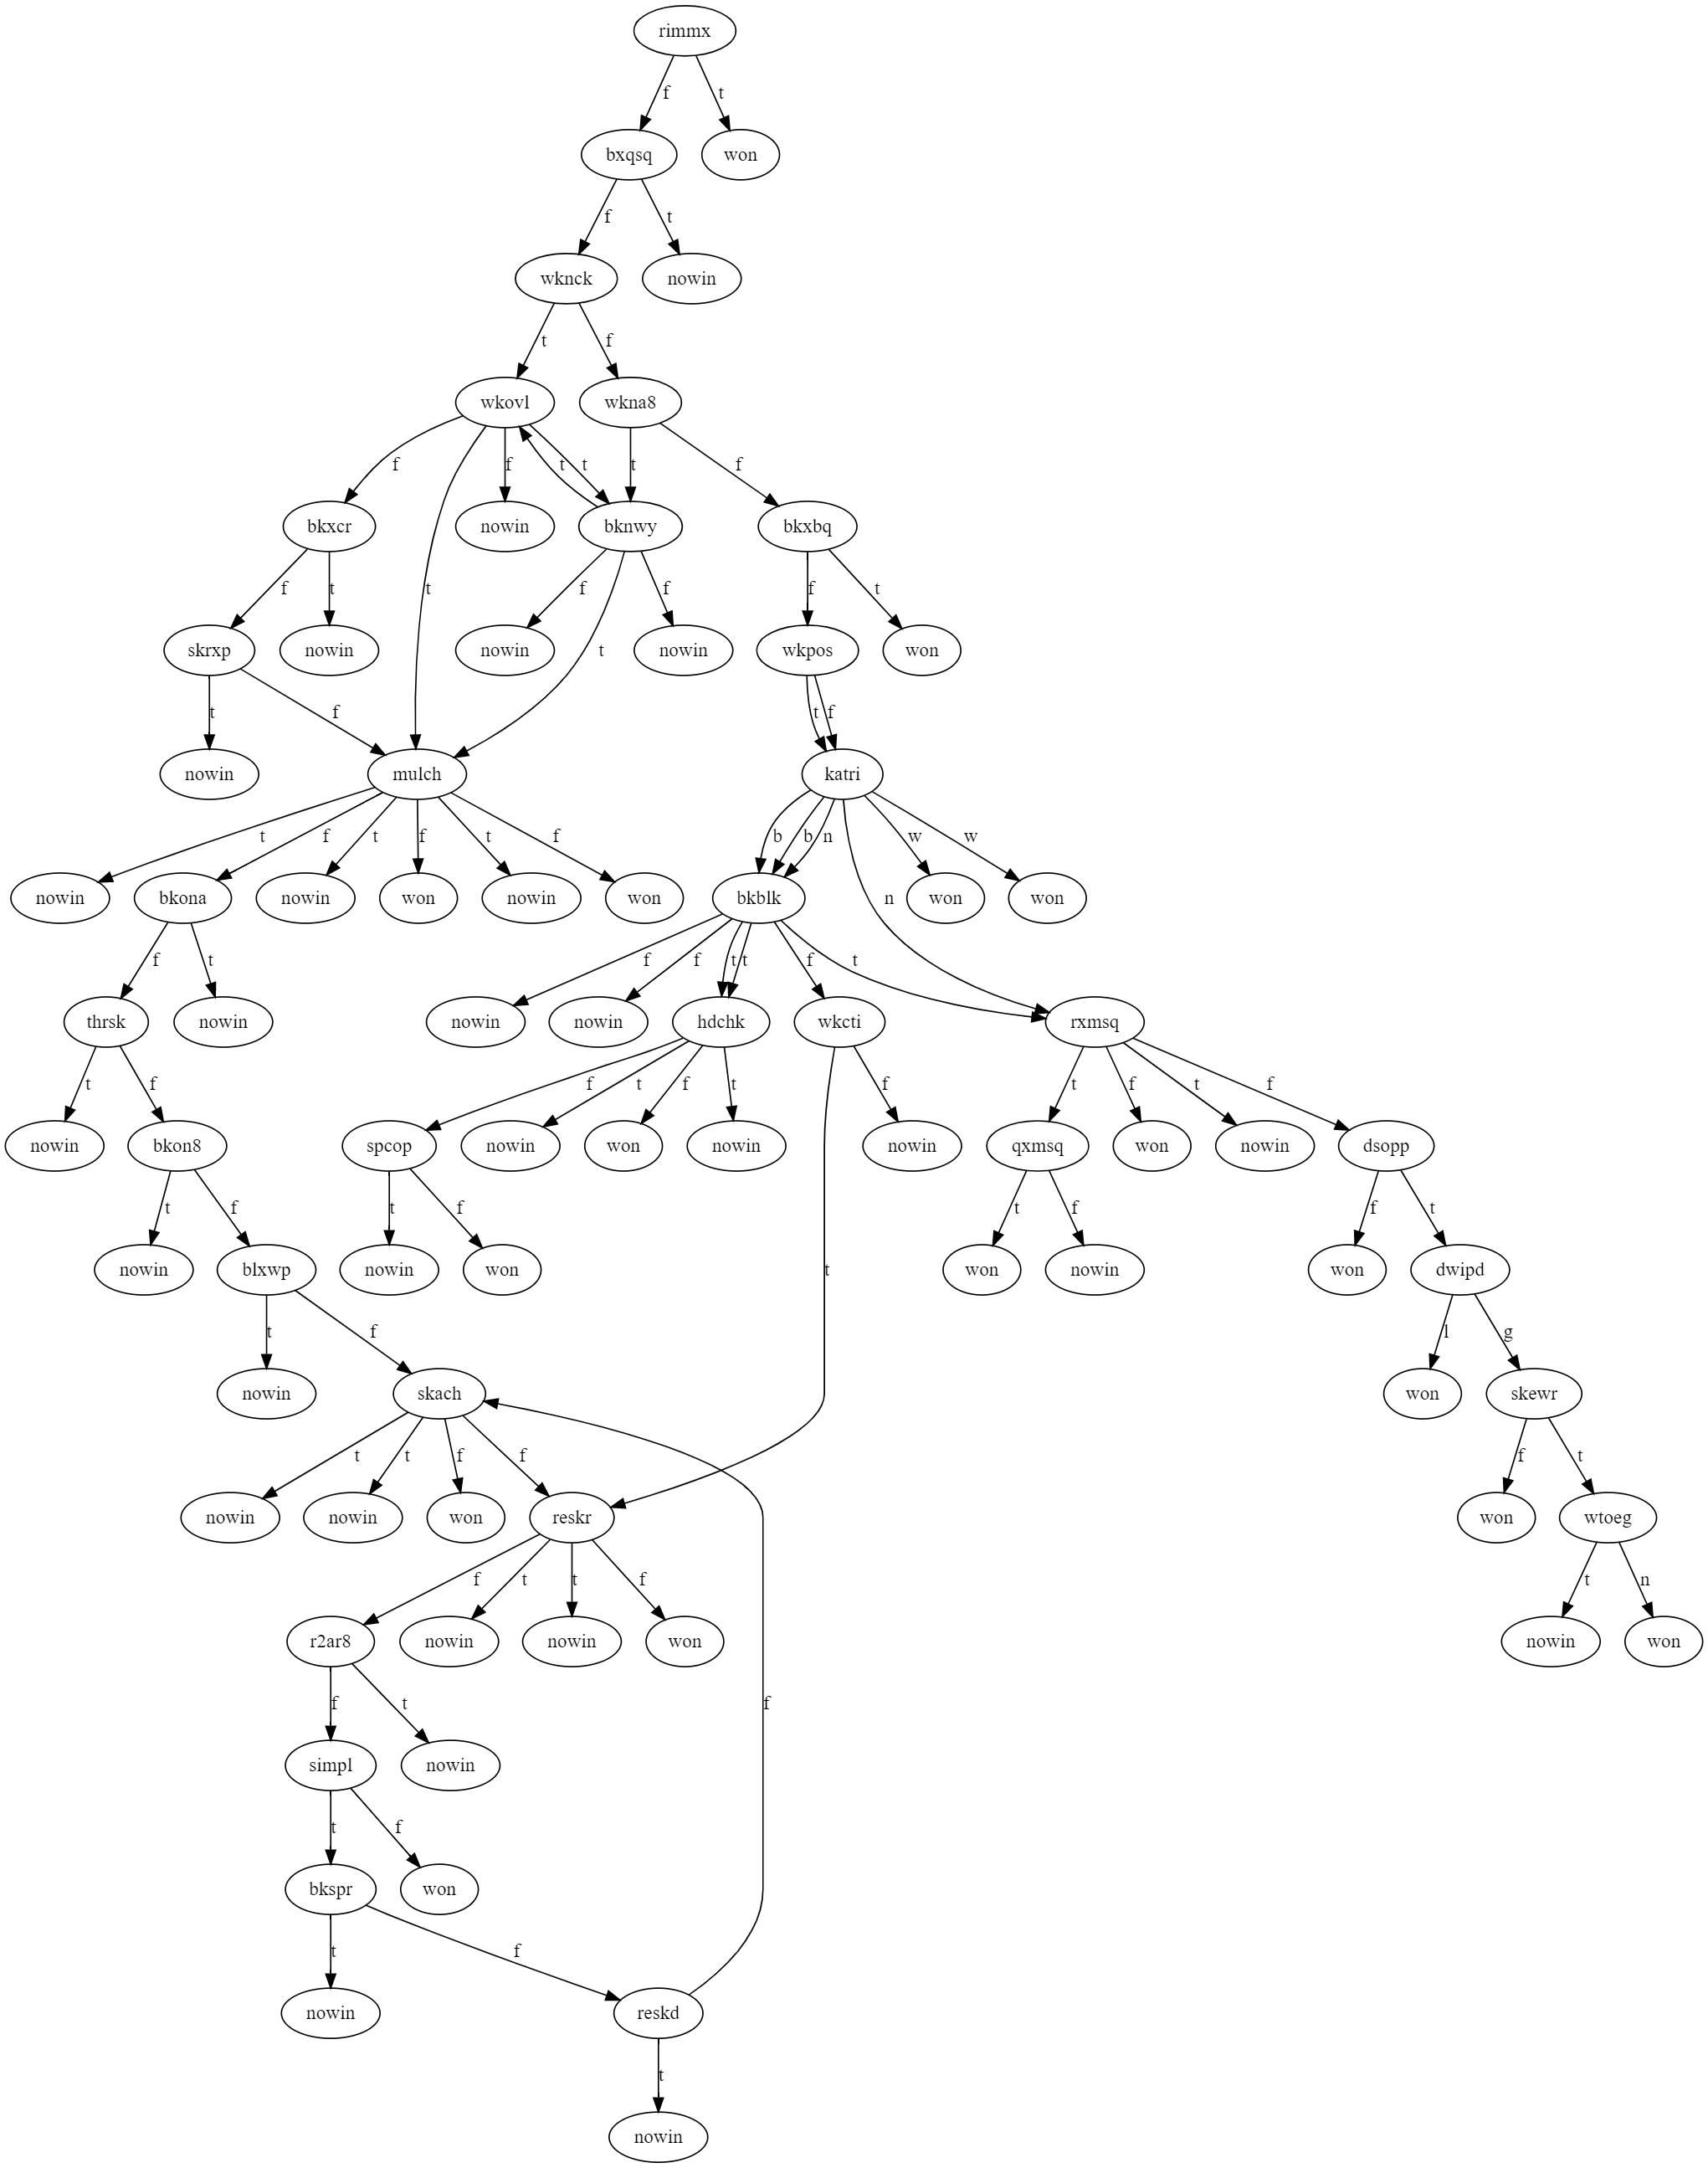 rimmx
f t
bxqsq won
f t
wknck nowin
t f
wkovl wkna8
f f t t t f
bkxcr nowin bknwy bkxbq
f t t f f f t
skrxp nowin nowin t nowin wkpos won
t f t f
nowin mulch katri
t f t f t f b b n n w w
nowin bkona nowin won nowin won bkblk won won
f t f f t t f t
thrsk nowin nowin nowin hdchk wkcti rxmsq
t f f t f t f t f t f
nowin bkon8 spcop nowin won nowin nowin qxmsq won nowin dsopp
t f t f t f f t
nowin blxwp nowin won t won nowin won dwipd
t f l g
nowin skach won skewr
t t f f f t
nowin nowin won reskr won wtoeg
f t t f t n
r2ar8 nowin nowin won nowin won
f t f
simpl nowin
t f
bkspr won
t f
nowin reskd
t
nowin